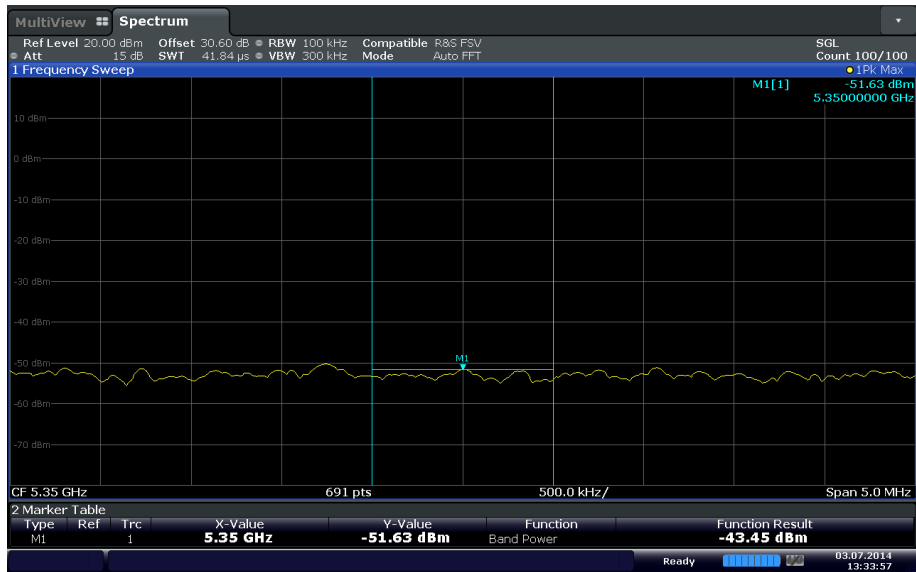 MultiView Spectrum
Ref Level 20.00 dBm Offset 30.60 dB RBW 100 kHz Compatible R&S FSV SGL
Att 15 dB SWT 41.84 µs VBW 300 kHz Mode Auto FFT Count 100/100
1 Frequency Sweep 1Pk Max
M1[1] -51.63 dBm
5.35000000 GHz
10 dBm
0 dBm
-10 dBm
-20 dBm
-30 dBm
-40 dBm
-50 dBm
M1
-60 dBm
-70 dBm
CF 5.35 GHz 691 pts 500.0 kHz/ Span 5.0 MHz
2 Marker Table
Type Ref Trc X-Value Y-Value Function Function Result
M1 1 5.35 GHz -51.63 dBm Band Power -43.45 dBm
Ready 03.07.2014
13:33:57